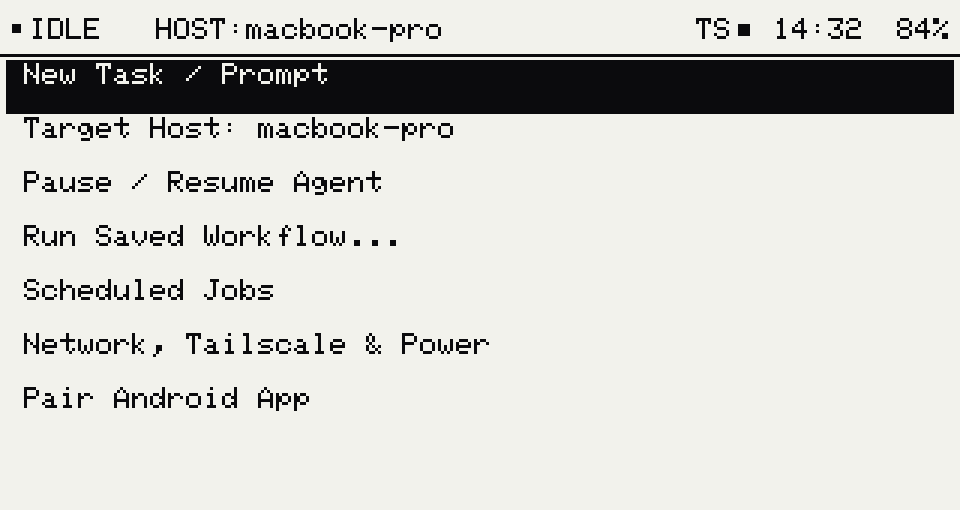 ▪IDLE HOST:macbook-pro TS▪ 14:32 84%
New Task / Prompt
Target Host: macbook-pro
Pause / Resume Agent
Run Saved Workflow...
Scheduled Jobs
Network, Tailscale & Power
Pair Android App